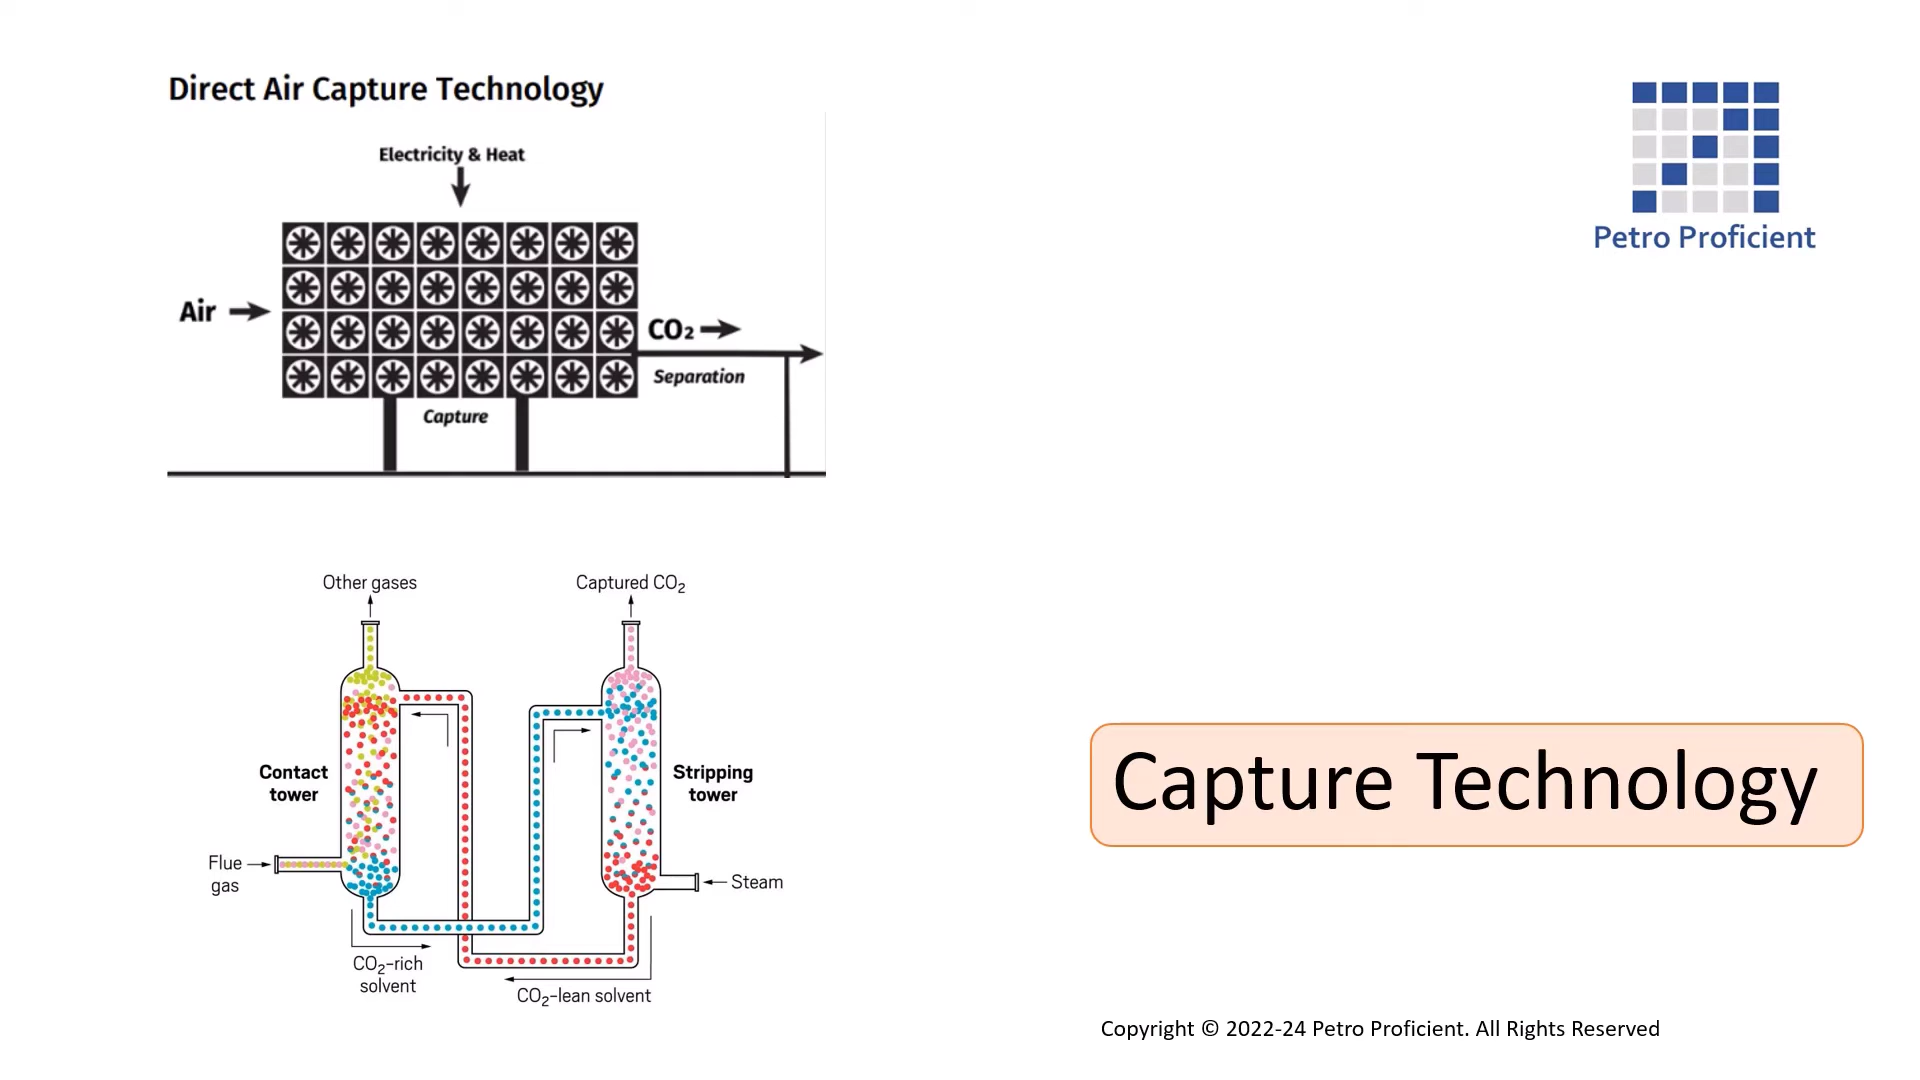 Direct Air Capture Technology
Electricity & Heat
Air
CO₂
Separation
Capture
Petro Proficient
Other gases
Captured CO₂
Contact
tower
Stripping
tower
Flue
gas
Steam
CO₂-rich
solvent
CO₂-lean solvent
Capture Technology
Copyright © 2022-24 Petro Proficient. All Rights Reserved